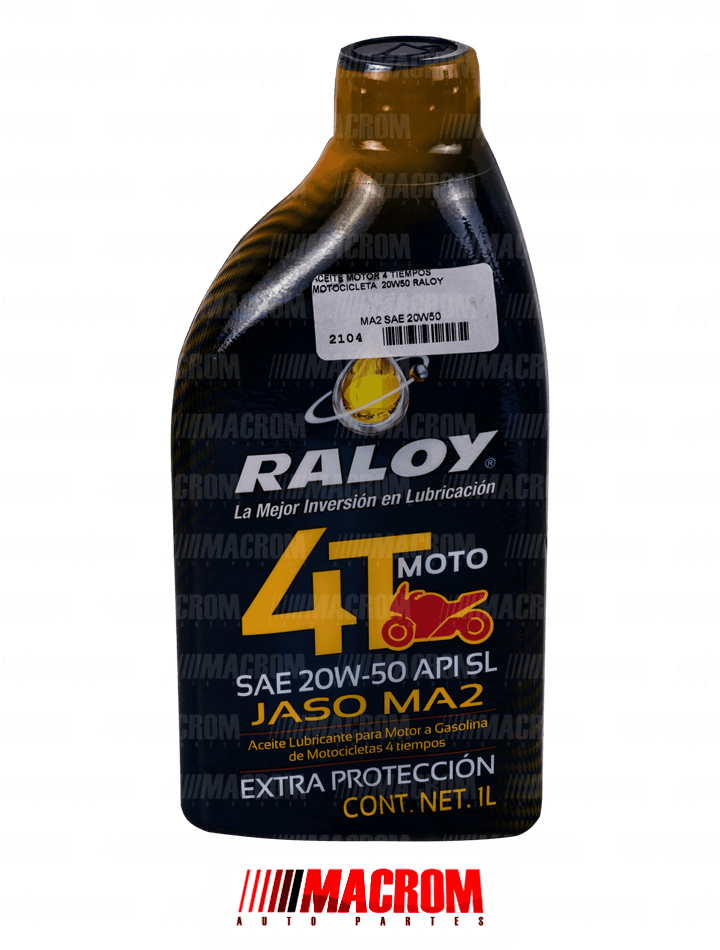 ACEITE MOTOR 4 TIEMPOS
MOTOCICLETA 20W50 RALOY
MA2 SAE 20W50
2104
RALOY®
La Mejor Inversión en Lubricación
4T MOTO
SAE 20W-50 API SL
JASO MA2
Aceite Lubricante para Motor a Gasolina
de Motocicletas 4 tiempos
EXTRA PROTECCIÓN
CONT. NET. 1L
MACROM
AUTO PARTES